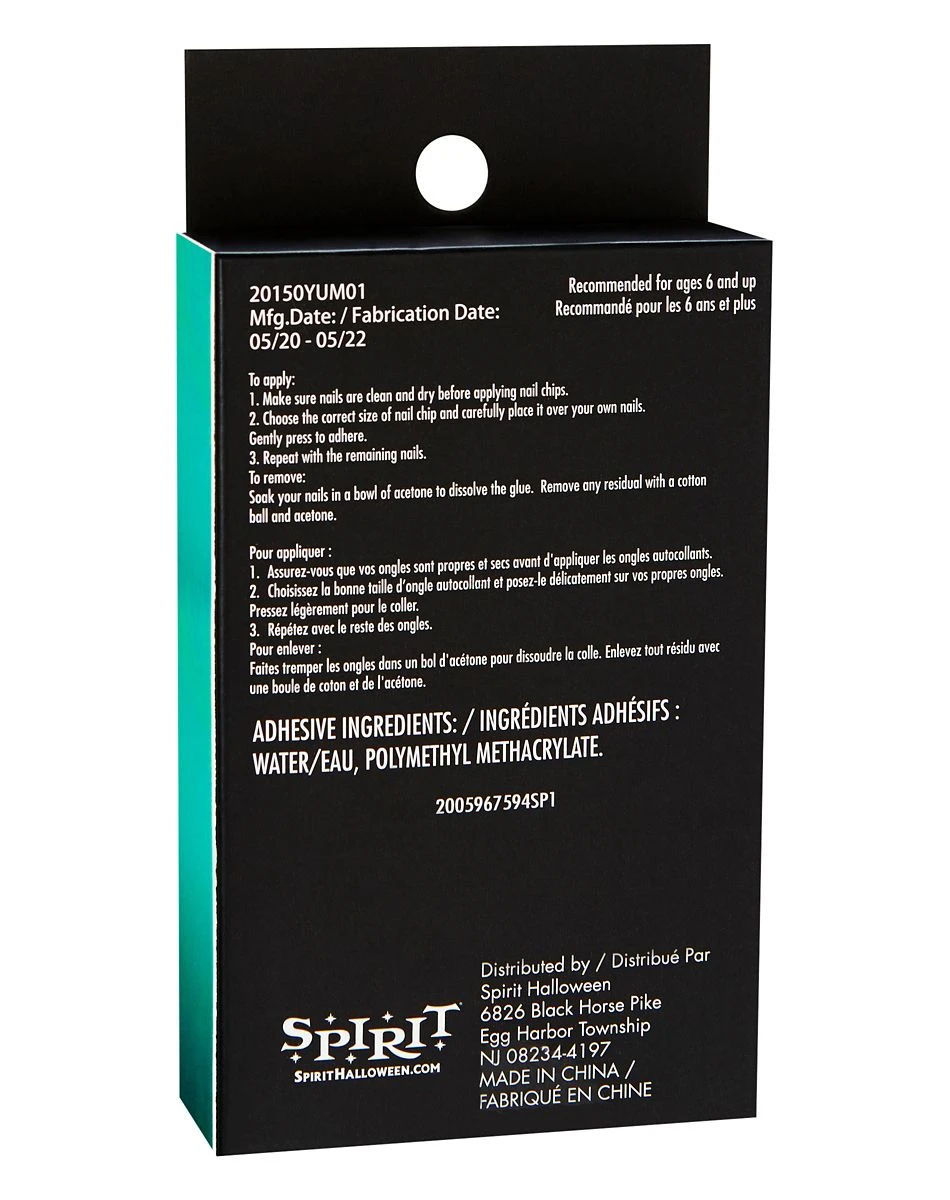 20150YUM01
Mfg.Date: / Fabrication Date:
05/20 - 05/22
Recommended for ages 6 and up
Recommandé pour les 6 ans et plus
To apply:
1. Make sure nails are clean and dry before applying nail chips.
2. Choose the correct size of nail chip and carefully place it over your own nails.
Gently press to adhere.
3. Repeat with the remaining nails.
To remove:
Soak your nails in a bowl of acetone to dissolve the glue. Remove any residual with a cotton
ball and acetone.
Pour appliquer :
1. Assurez-vous que vos ongles sont propres et secs avant d'appliquer les ongles autocollants.
2. Choisissez la bonne taille d'ongle autocollant et posez-le délicatement sur vos propres ongles.
Pressez légèrement pour le coller.
3. Répétez avec le reste des ongles.
Pour enlever :
Faites tremper les ongles dans un bol d'acétone pour dissoudre la colle. Enlevez tout résidu avec
une boule de coton et de l'acétone.
ADHESIVE INGREDIENTS: / INGRÉDIENTS ADHÉSIFS :
WATER/EAU, POLYMETHYL METHACRYLATE.
2005967594SP1
SPIRIT
SPIRITHALLOWEEN.COM
Distributed by / Distribué Par
Spirit Halloween
6826 Black Horse Pike
Egg Harbor Township
NJ 08234-4197
MADE IN CHINA /
FABRIQUÉ EN CHINE